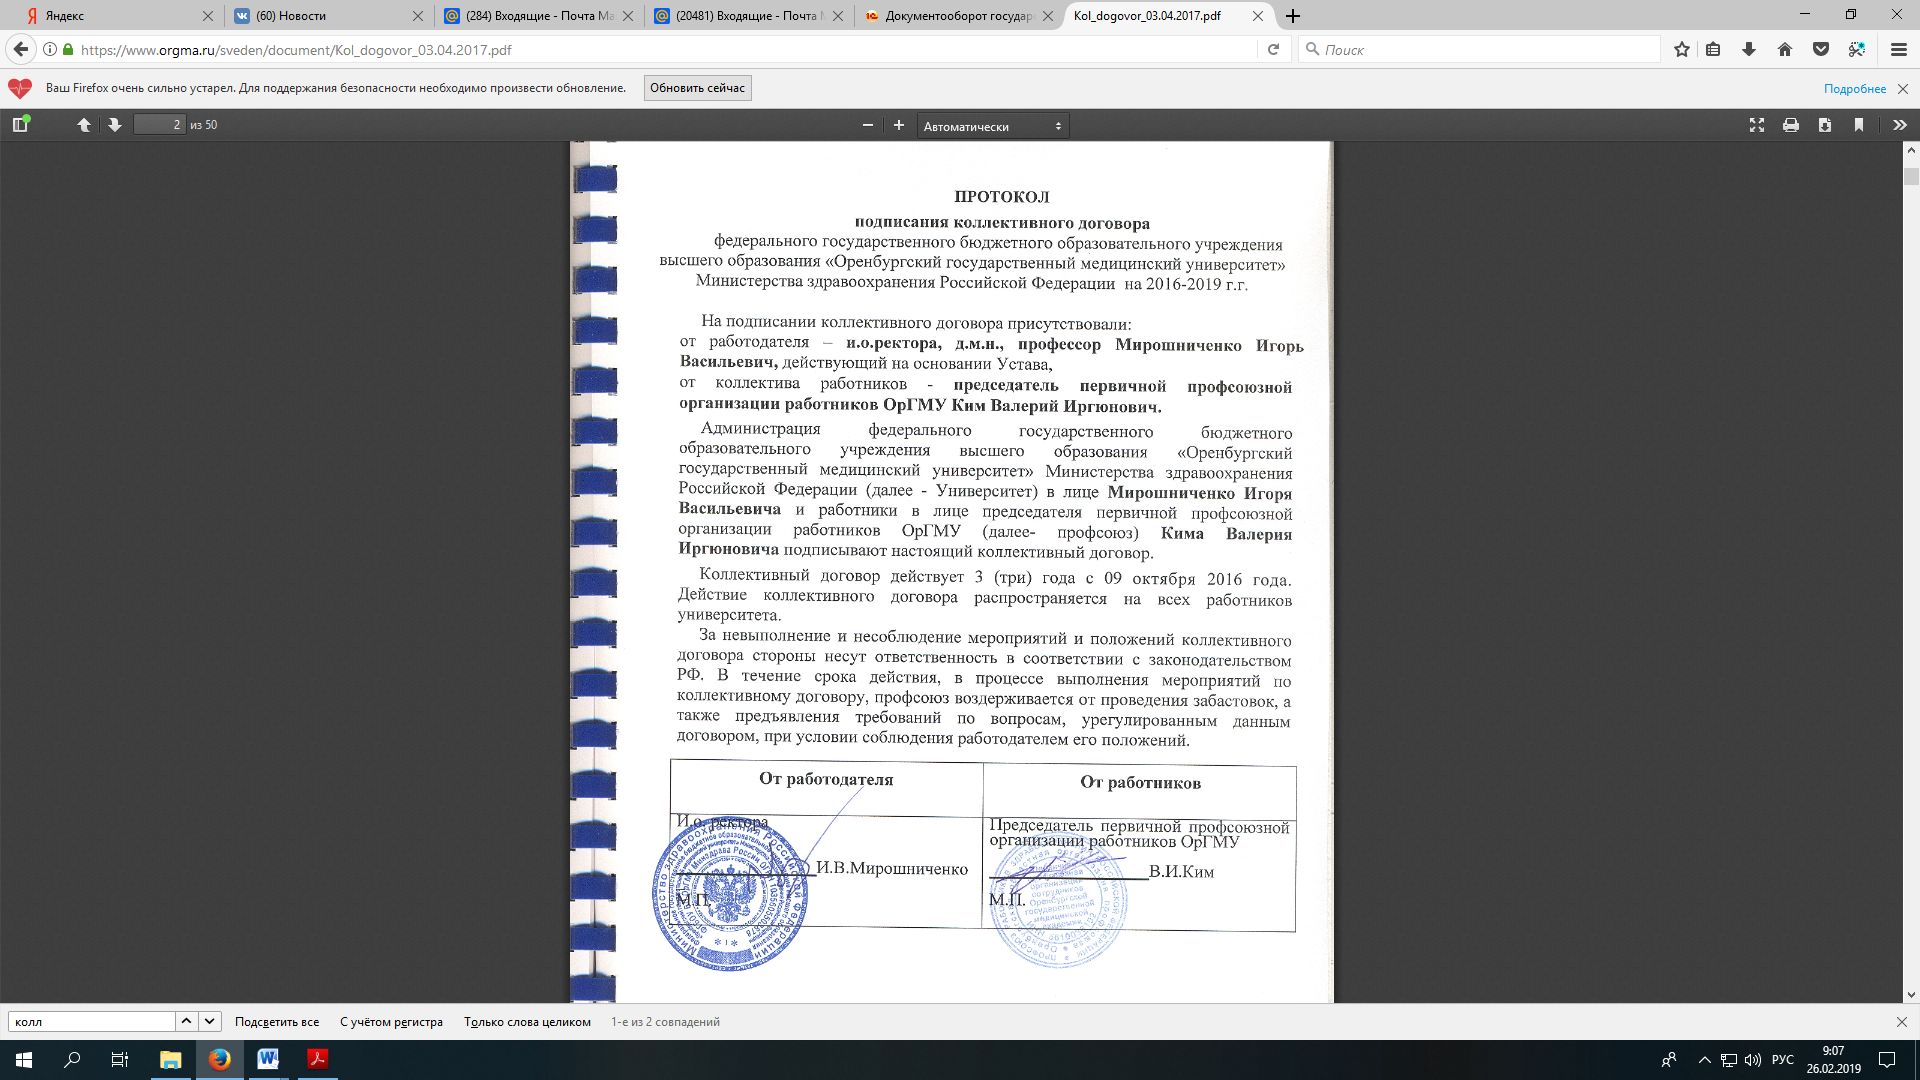 Яндекс
(60) Новости
(284) Входящие - Почта Ma
(20481) Входящие - Почта
Документооборот государ
Kol_dogovor_03.04.2017.pdf
https://www.orgma.ru/sveden/document/Kol_dogovor_03.04.2017.pdf
Поиск
Ваш Firefox очень сильно устарел. Для поддержания безопасности необходимо произвести обновление.
Обновить сейчас
Подробнее
2 из 50
Автоматически
ПРОТОКОЛ
подписания коллективного договора
федерального государственного бюджетного образовательного учреждения
высшего образования «Оренбургский государственный медицинский университет»
Министерства здравоохранения Российской Федерации на 2016-2019 г.г.
На подписании коллективного договора присутствовали:
от работодателя – и.о.ректора, д.м.н., профессор Мирошниченко Игорь
Васильевич, действующий на основании Устава,
от коллектива работников - председатель первичной профсоюзной
организации работников ОрГМУ Ким Валерий Иргюнович.
Администрация федерального государственного бюджетного
образовательного учреждения высшего образования «Оренбургский
государственный медицинский университет» Министерства здравоохранения
Российской Федерации (далее - Университет) в лице Мирошниченко Игоря
Васильевича и работники в лице председателя первичной профсоюзной
организации работников ОрГМУ (далее- профсоюз) Кима Валерия
Иргюновича подписывают настоящий коллективный договор.
Коллективный договор действует 3 (три) года с 09 октября 2016 года.
Действие коллективного договора распространяется на всех работников
университета.
За невыполнение и несоблюдение мероприятий и положений коллективного
договора стороны несут ответственность в соответствии с законодательством
РФ. В течение срока действия, в процессе выполнения мероприятий по
коллективному договору, профсоюз воздерживается от проведения забастовок, а
также предъявления требований по вопросам, урегулированным данным
договором, при условии соблюдения работодателем его положений.
От работодателя
От работников
И.о. ректора
И.В.Мирошниченко
М.П.
Председатель первичной профсоюзной
организации работников ОрГМУ
В.И.Ким
М.П.
колл
Подсветить все
С учётом регистра
Только слова целиком
1-е из 2 совпадений
РУС
9:07
26.02.2019